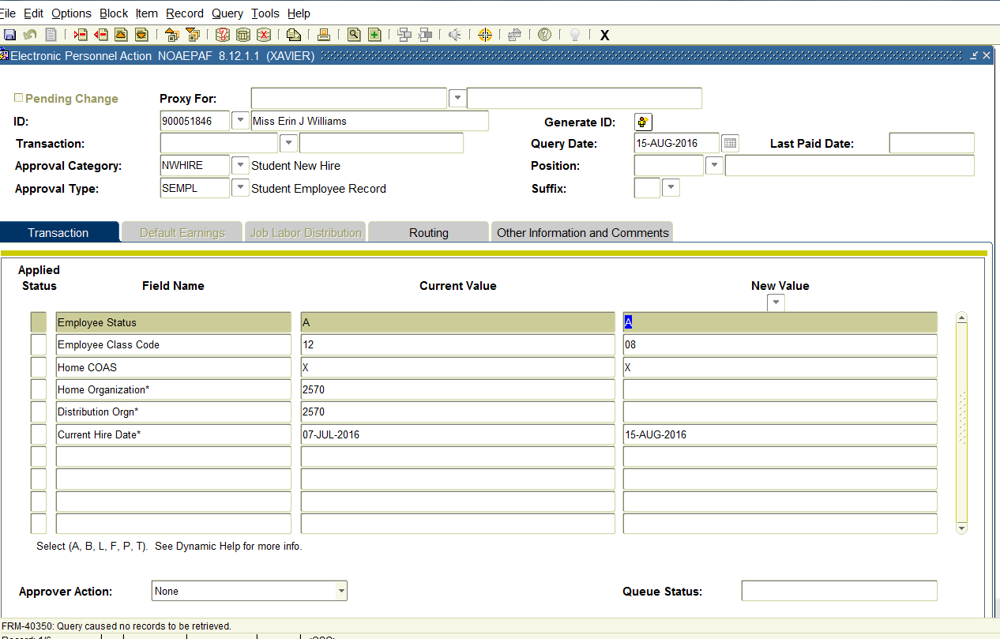 File Edit Options Block Item Record Query Tools Help
X
Electronic Personnel Action NOAEPAF 8.12.1.1 (XAVIER)
Pending Change Proxy For:
ID: 900051846 Miss Erin J Williams Generate ID:
Transaction: Query Date: 15-AUG-2016 Last Paid Date:
Approval Category: NWHIRE Student New Hire Position:
Approval Type: SEMPL Student Employee Record Suffix:
Transaction Default Earnings Job Labor Distribution Routing Other Information and Comments
Applied
Status Field Name Current Value New Value
Employee Status A A
Employee Class Code 12 08
Home COAS X X
Home Organization* 2570
Distribution Orgn* 2570
Current Hire Date* 07-JUL-2016 15-AUG-2016
Select (A, B, L, F, P, T). See Dynamic Help for more info.
Approver Action: None Queue Status:
FRM-40350: Query caused no records to be retrieved.